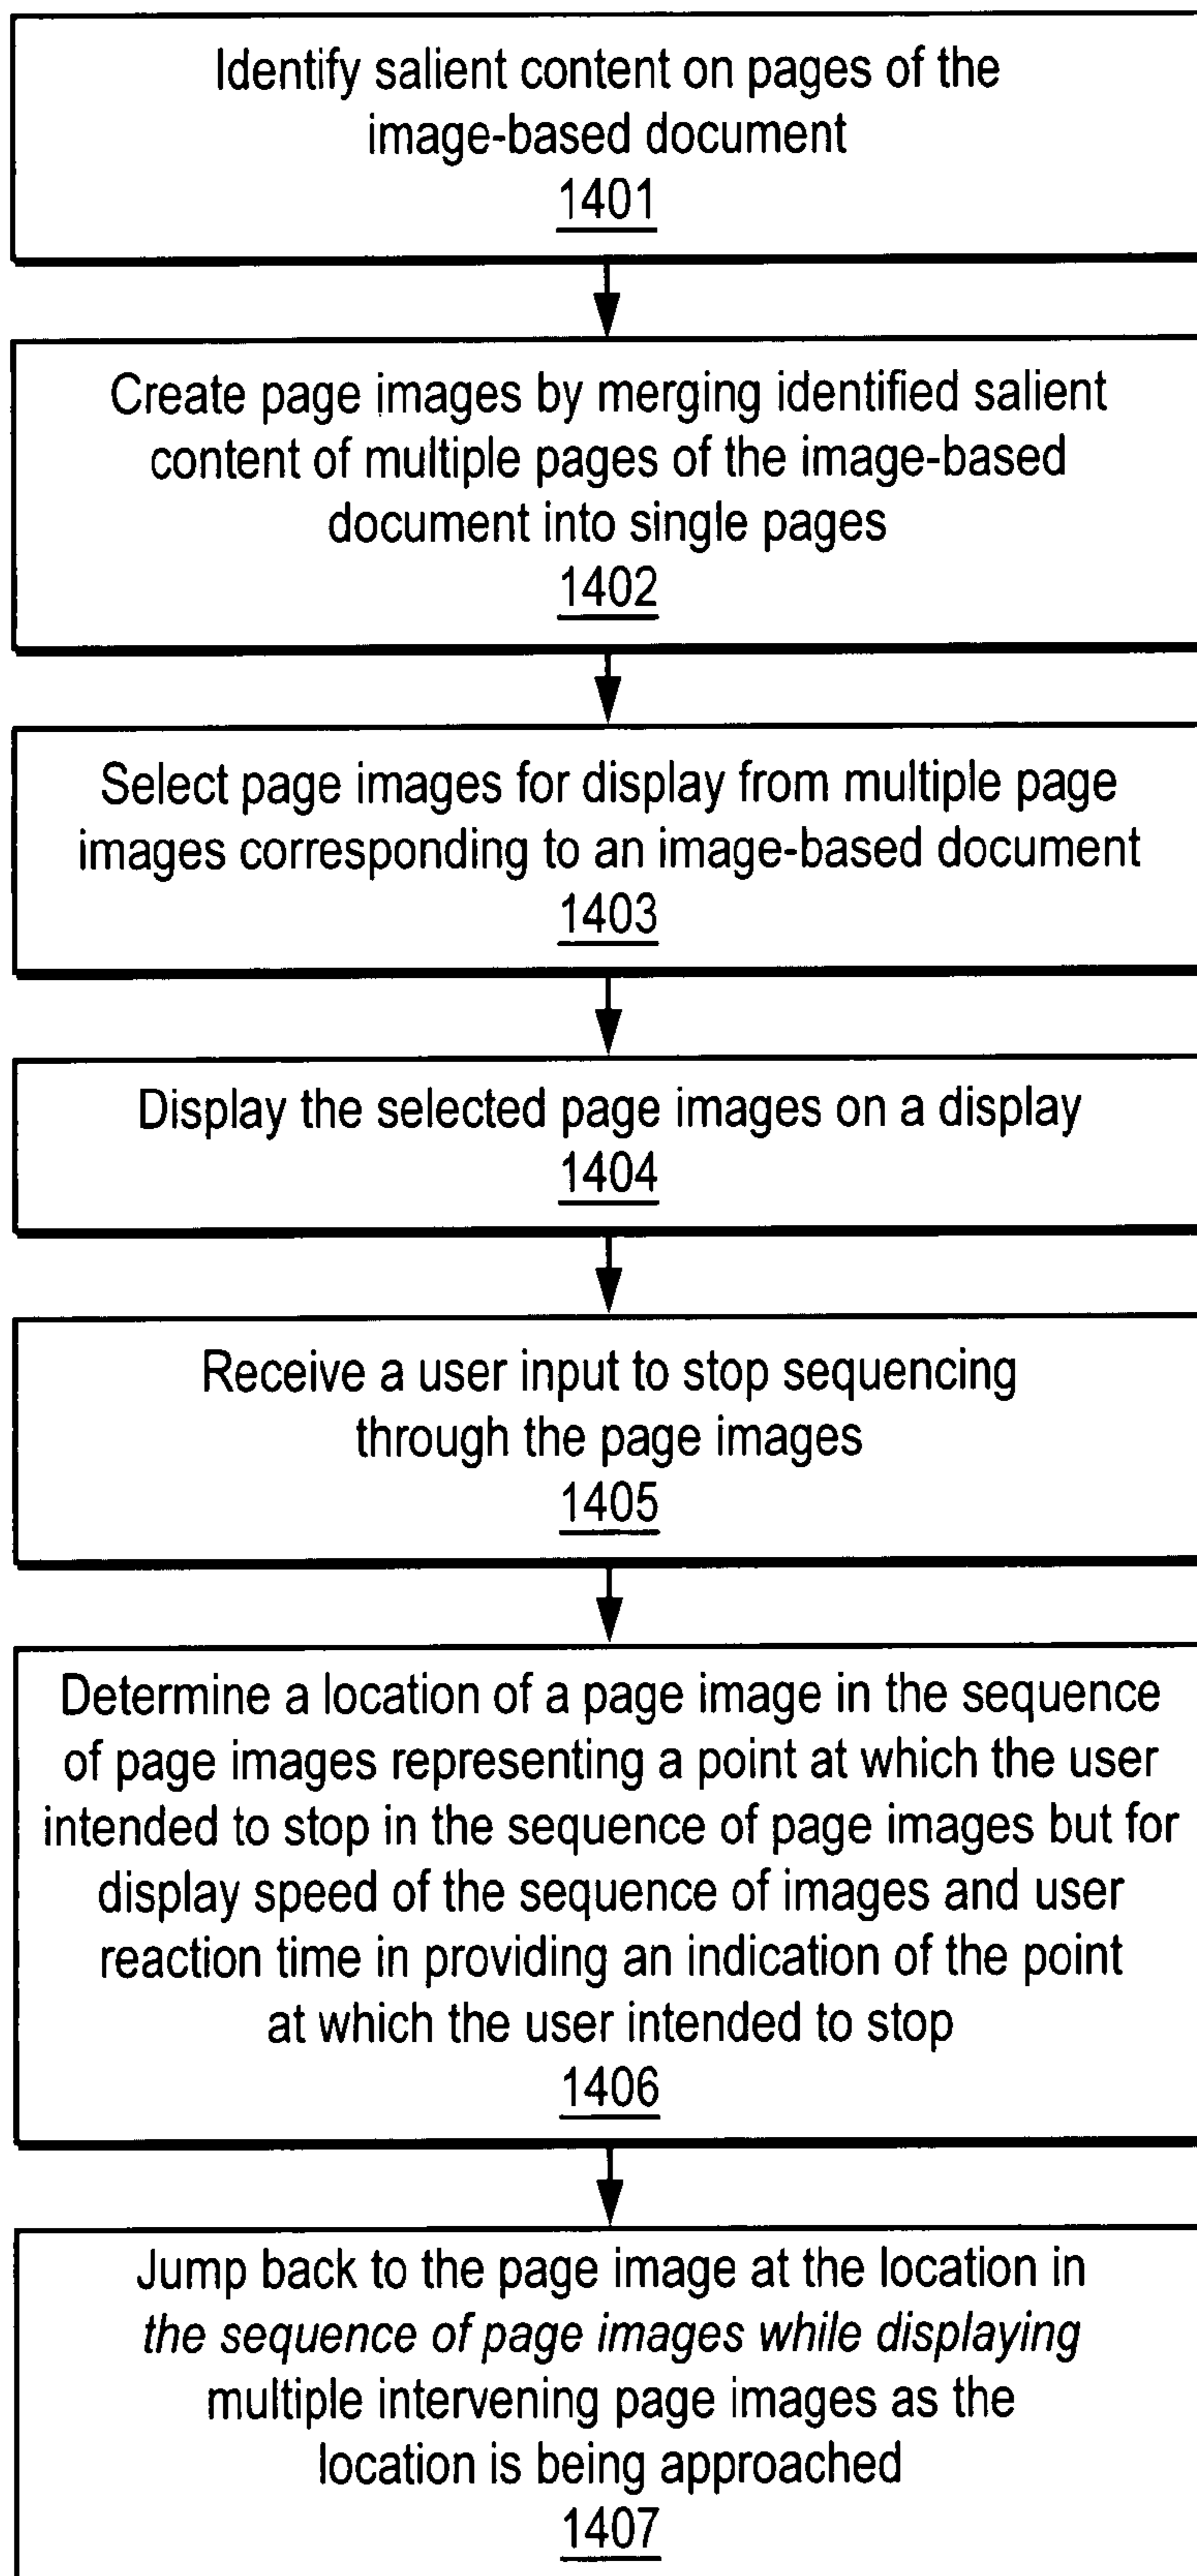 Identify salient content on pages of the
image-based document
1401
Create page images by merging identified salient
content of multiple pages of the image-based
document into single pages
1402
Select page images for display from multiple page
images corresponding to an image-based document
1403
Display the selected page images on a display
1404
Receive a user input to stop sequencing
through the page images
1405
Determine a location of a page image in the sequence
of page images representing a point at which the user
intended to stop in the sequence of page images but for
display speed of the sequence of images and user
reaction time in providing an indication of the point
at which the user intended to stop
1406
Jump back to the page image at the location in
the sequence of page images while displaying
multiple intervening page images as the
location is being approached
1407